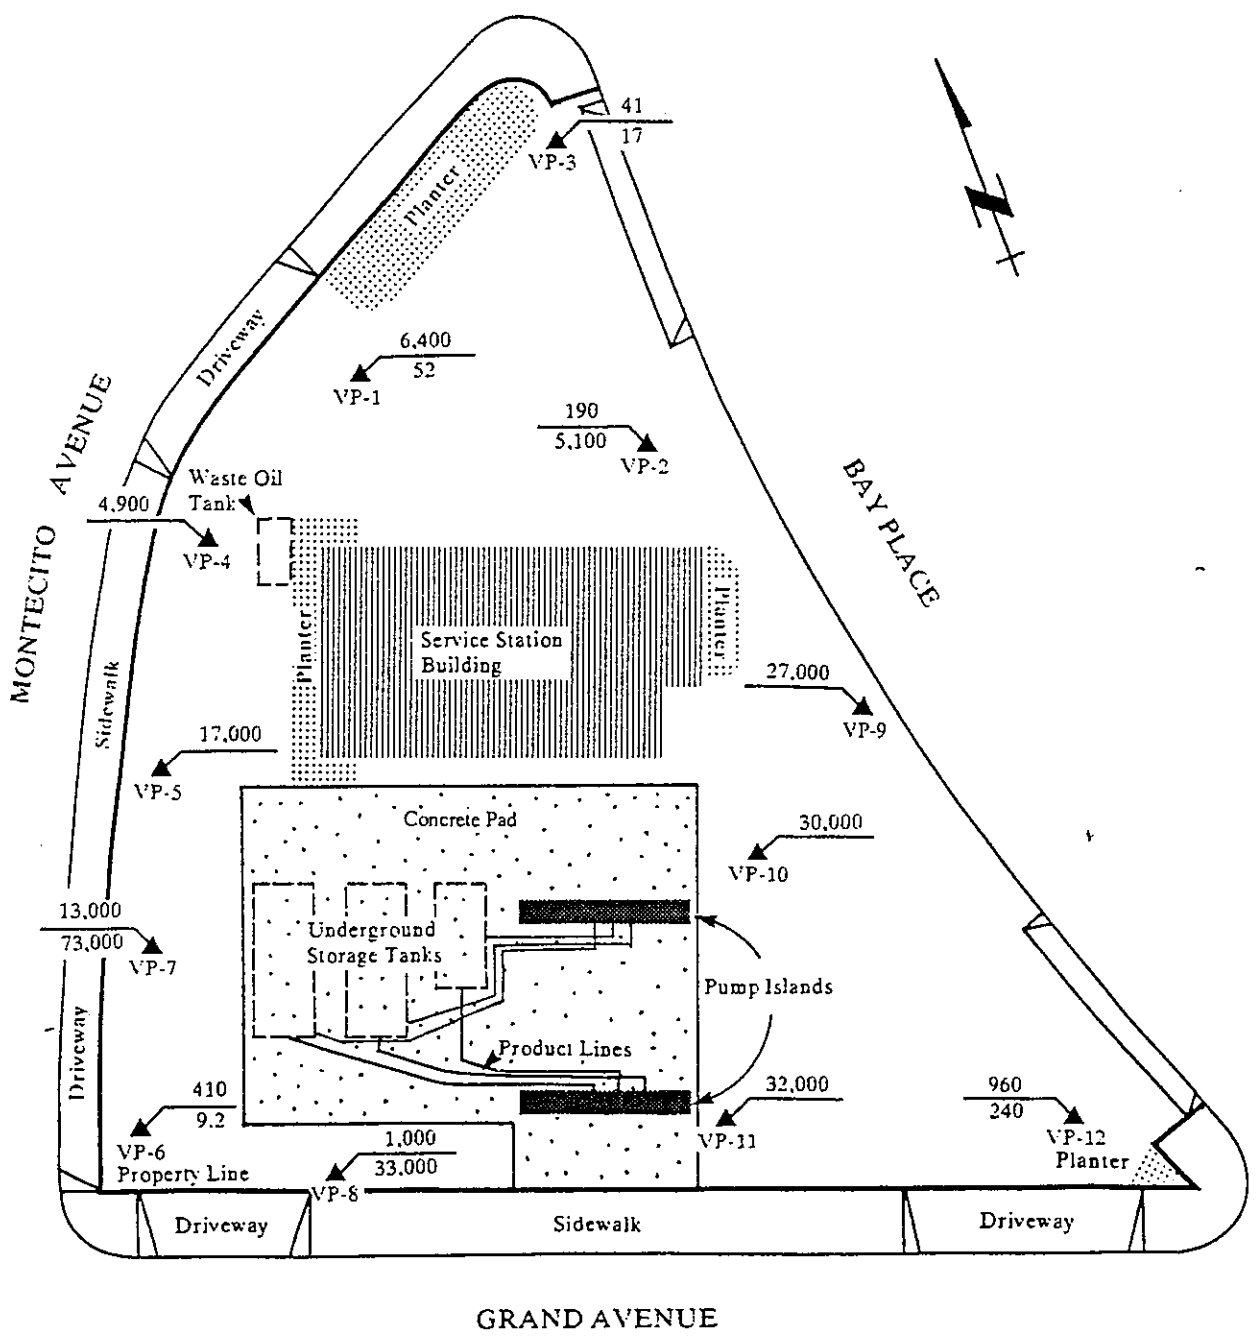 41
17
VP-3
Planter
6,400
52
VP-1
Driveway
190
5,100
VP-2
MONTECITO AVENUE
BAY PLACE
Waste Oil
Tank
4,900
VP-4
Planter
Service Station
Building
Planter
27,000
VP-9
Sidewalk
17,000
VP-5
Concrete Pad
30,000
VP-10
13,000
73,000
VP-7
Underground
Storage Tanks
Pump Islands
Driveway
Product Lines
410
9.2
VP-6
Property Line
1,000
33,000
VP-8
32,000
VP-11
960
240
VP-12
Planter
Driveway
Sidewalk
Driveway
GRAND AVENUE